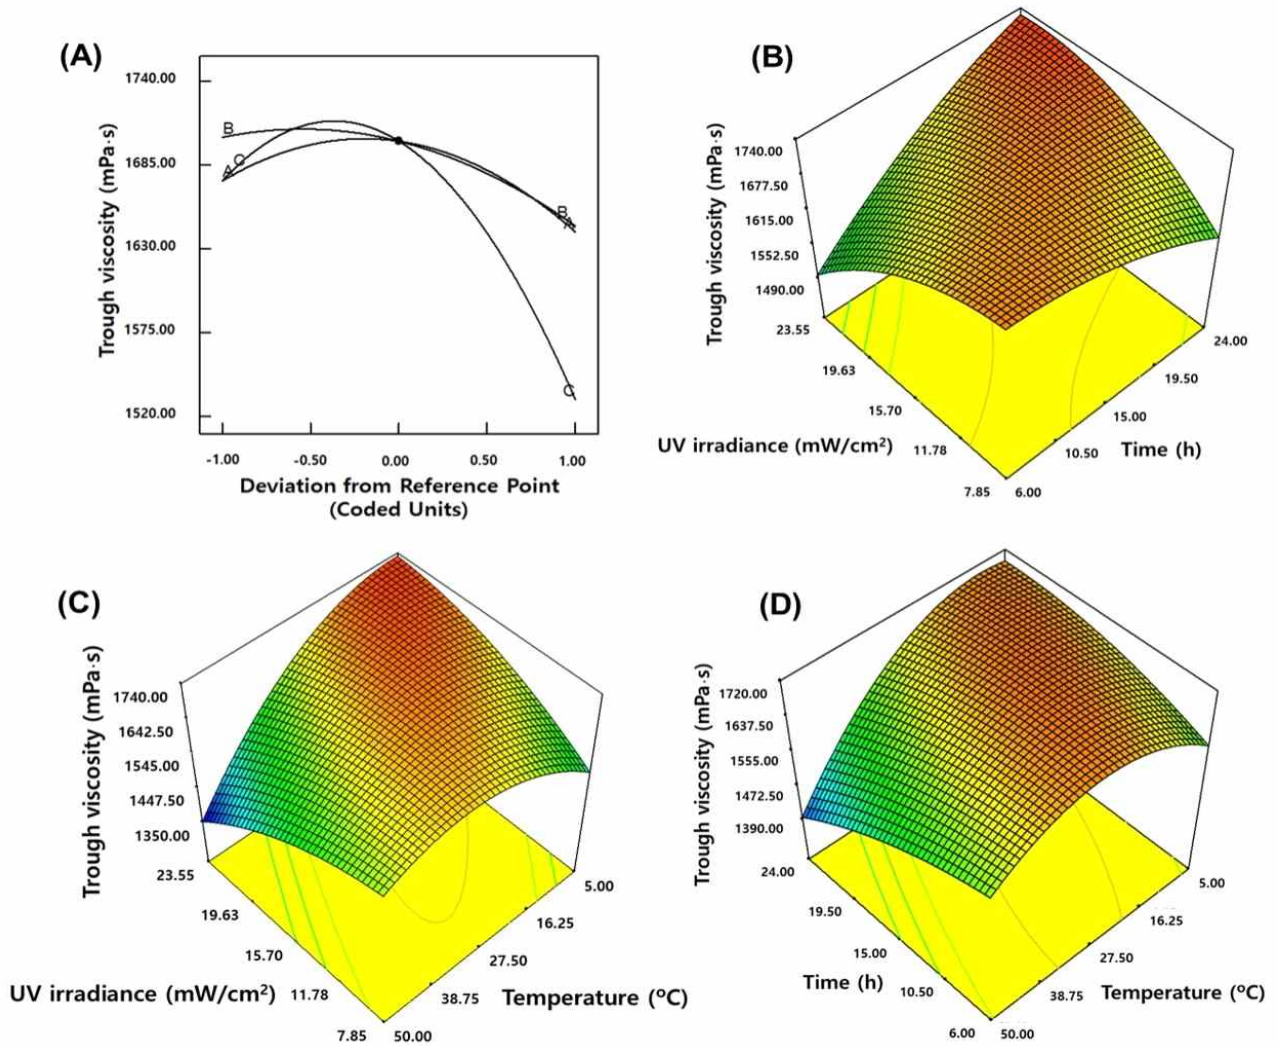 (A)
Trough viscosity (mPa·s)
1740.00
1685.00
1630.00
1575.00
1520.00
B
A
C
B
A
C
-1.00 -0.50 0.00 0.50 1.00
Deviation from Reference Point
(Coded Units)
(B)
Trough viscosity (mPa·s)
1740.00
1677.50
1615.00
1552.50
1490.00
23.55
19.63
15.70
11.78
7.85
UV irradiance (mW/cm²)
6.00
10.50
15.00
19.50
24.00
Time (h)
(C)
Trough viscosity (mPa·s)
1740.00
1642.50
1545.00
1447.50
1350.00
23.55
19.63
15.70
11.78
7.85
UV irradiance (mW/cm²)
50.00
38.75
27.50
16.25
5.00
Temperature (ºC)
(D)
Trough viscosity (mPa·s)
1720.00
1637.50
1555.00
1472.50
1390.00
24.00
19.50
15.00
10.50
6.00
Time (h)
50.00
38.75
27.50
16.25
5.00
Temperature (ºC)